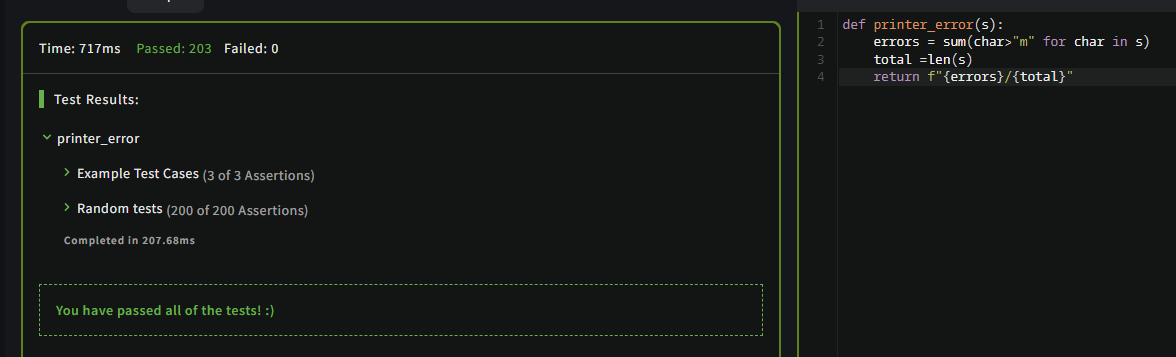 Time: 717ms Passed: 203 Failed: 0
Test Results:
printer_error
Example Test Cases (3 of 3 Assertions)
Random tests (200 of 200 Assertions)
Completed in 207.68ms
You have passed all of the tests! :)
1 def printer_error(s):
2     errors = sum(char>"m" for char in s)
3     total =len(s)
4     return f"{errors}/{total}"